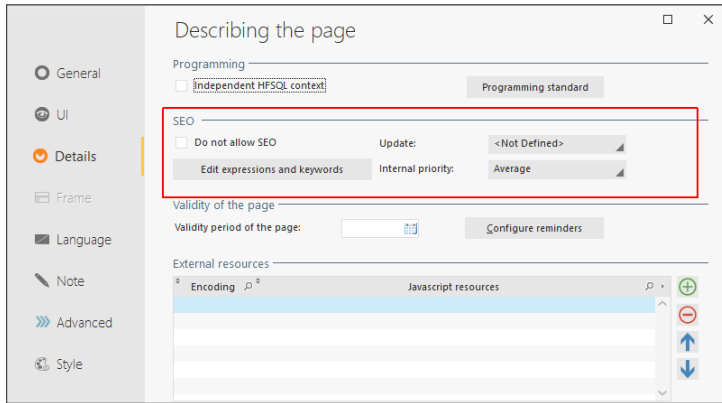 Describing the page
General
UI
Details
Frame
Language
Note
Advanced
Style
Programming
Independent HFSQL context
Programming standard
SEO
Do not allow SEO
Update:
<Not Defined>
Edit expressions and keywords
Internal priority:
Average
Validity of the page
Validity period of the page:
Configure reminders
External resources
Encoding
Javascript resources